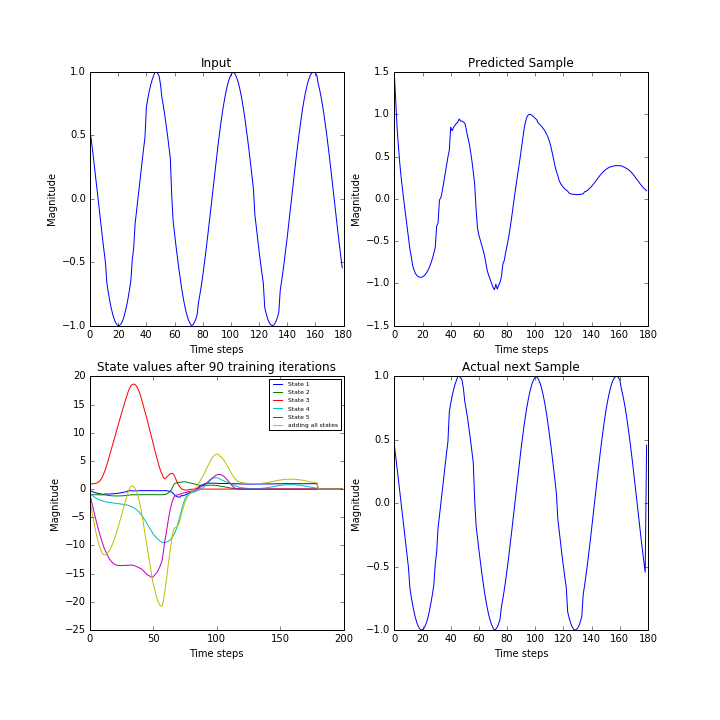 Input
Magnitude
1.0
0.5
0.0
−0.5
−1.0
0 20 40 60 80 100 120 140 160 180
Time steps
Predicted Sample
Magnitude
1.5
1.0
0.5
0.0
−0.5
−1.0
−1.5
0 20 40 60 80 100 120 140 160 180
Time steps
State values after 90 training iterations
Magnitude
20
15
10
5
0
−5
−10
−15
−20
−25
0 50 100 150 200
Time steps
State 1
State 2
State 3
State 4
State 5
adding all states
Actual next Sample
Magnitude
1.0
0.5
0.0
−0.5
−1.0
0 20 40 60 80 100 120 140 160 180
Time steps